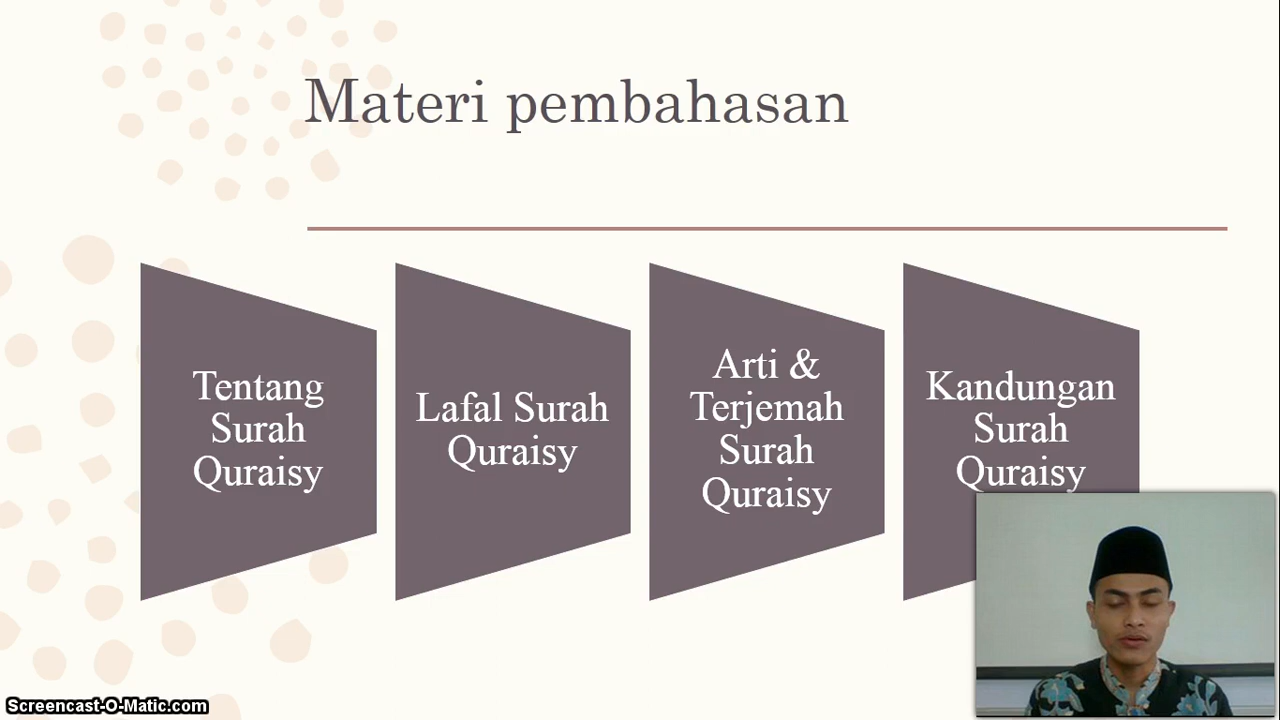 Materi pembahasan
Tentang
Surah
Quraisy
Lafal Surah
Quraisy
Arti &
Terjemah
Surah
Quraisy
Kandungan
Surah
Quraisy
Screencast-O-Matic.com